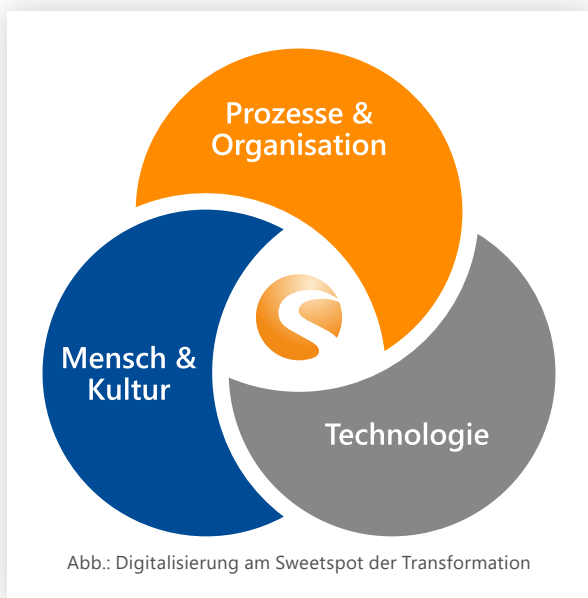 Prozesse &
Organisation
Mensch &
Kultur
Technologie
Abb.: Digitalisierung am Sweetspot der Transformation